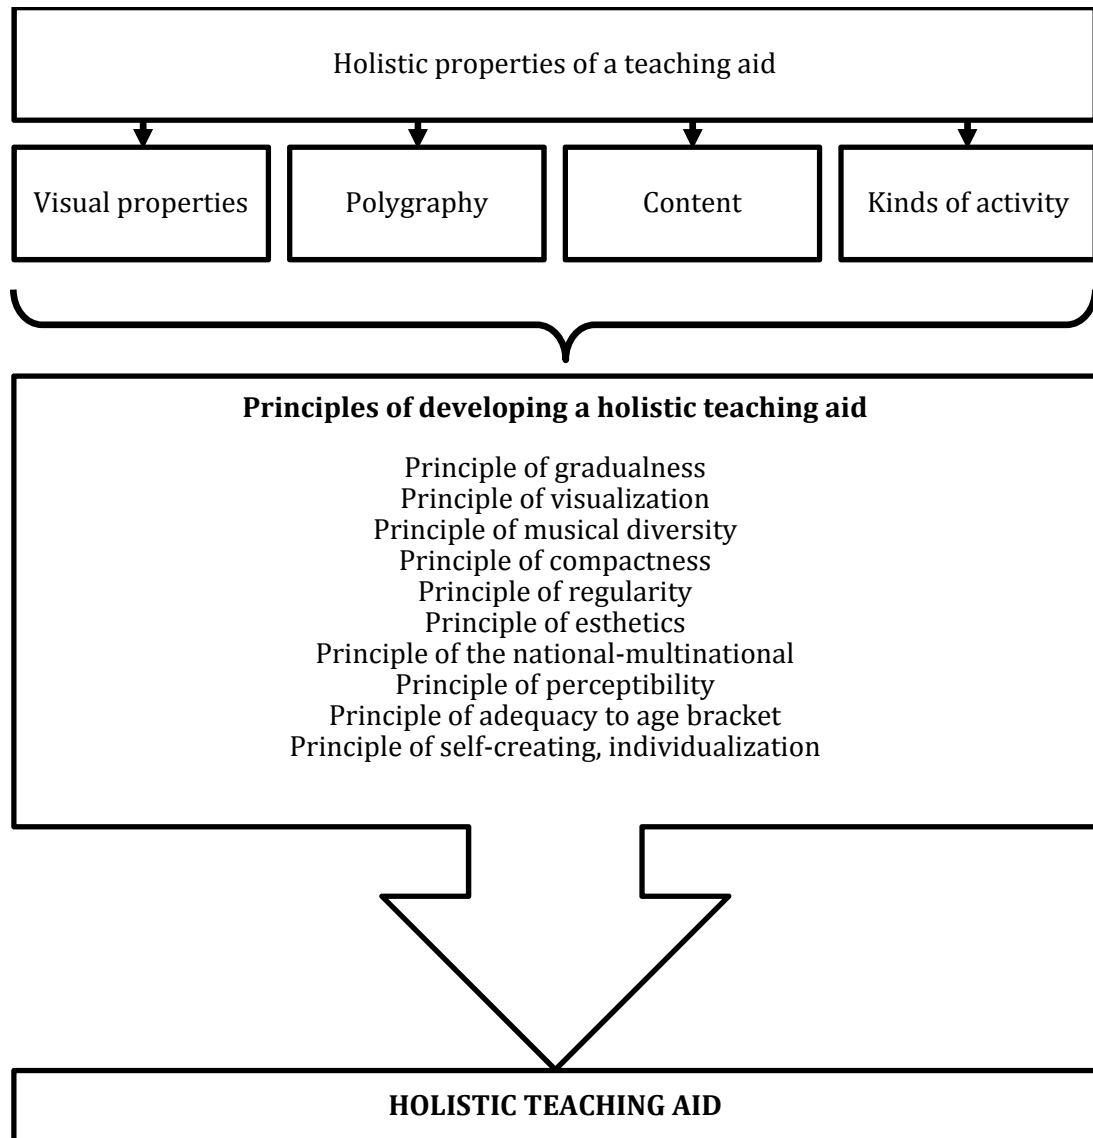 Holistic properties of a teaching aid
Visual properties
Polygraphy
Content
Kinds of activity
Principles of developing a holistic teaching aid
Principle of gradualness
Principle of visualization
Principle of musical diversity
Principle of compactness
Principle of regularity
Principle of esthetics
Principle of the national-multinational
Principle of perceptibility
Principle of adequacy to age bracket
Principle of self-creating, individualization
HOLISTIC TEACHING AID